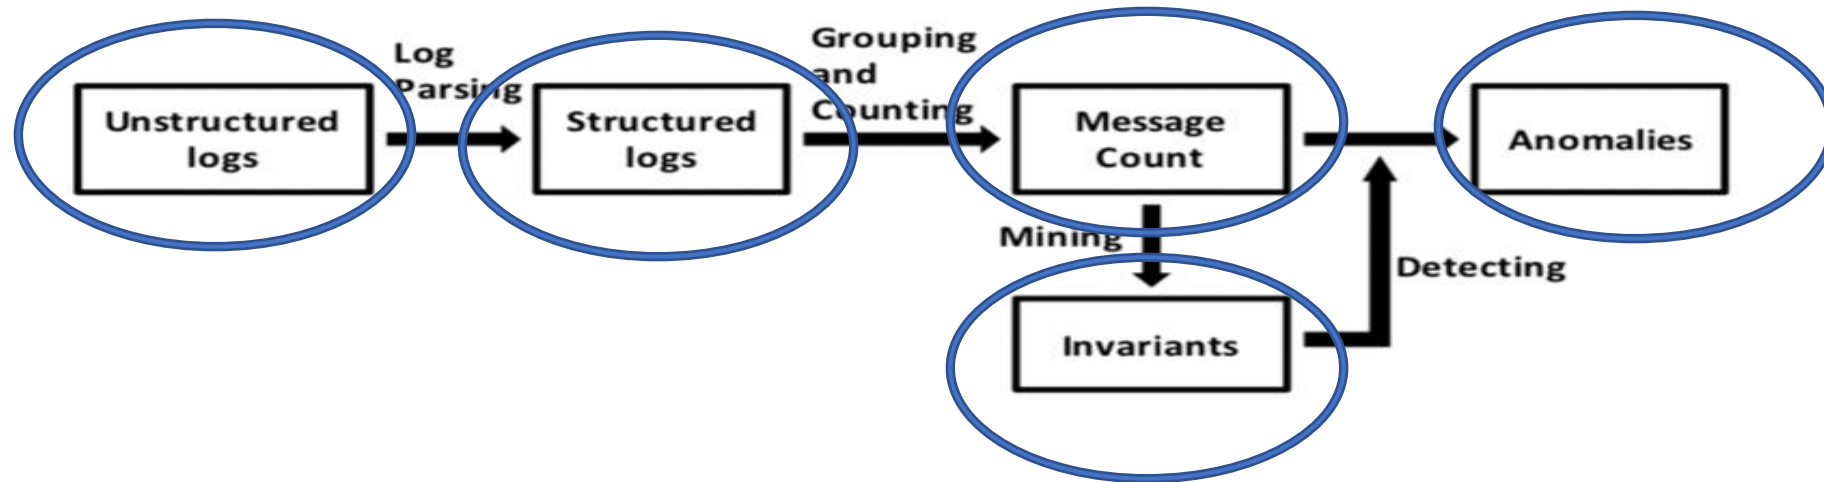 Unstructured
logs
Log
Parsing
Structured
logs
Grouping
and
Counting
Message
Count
Anomalies
Mining
Invariants
Detecting